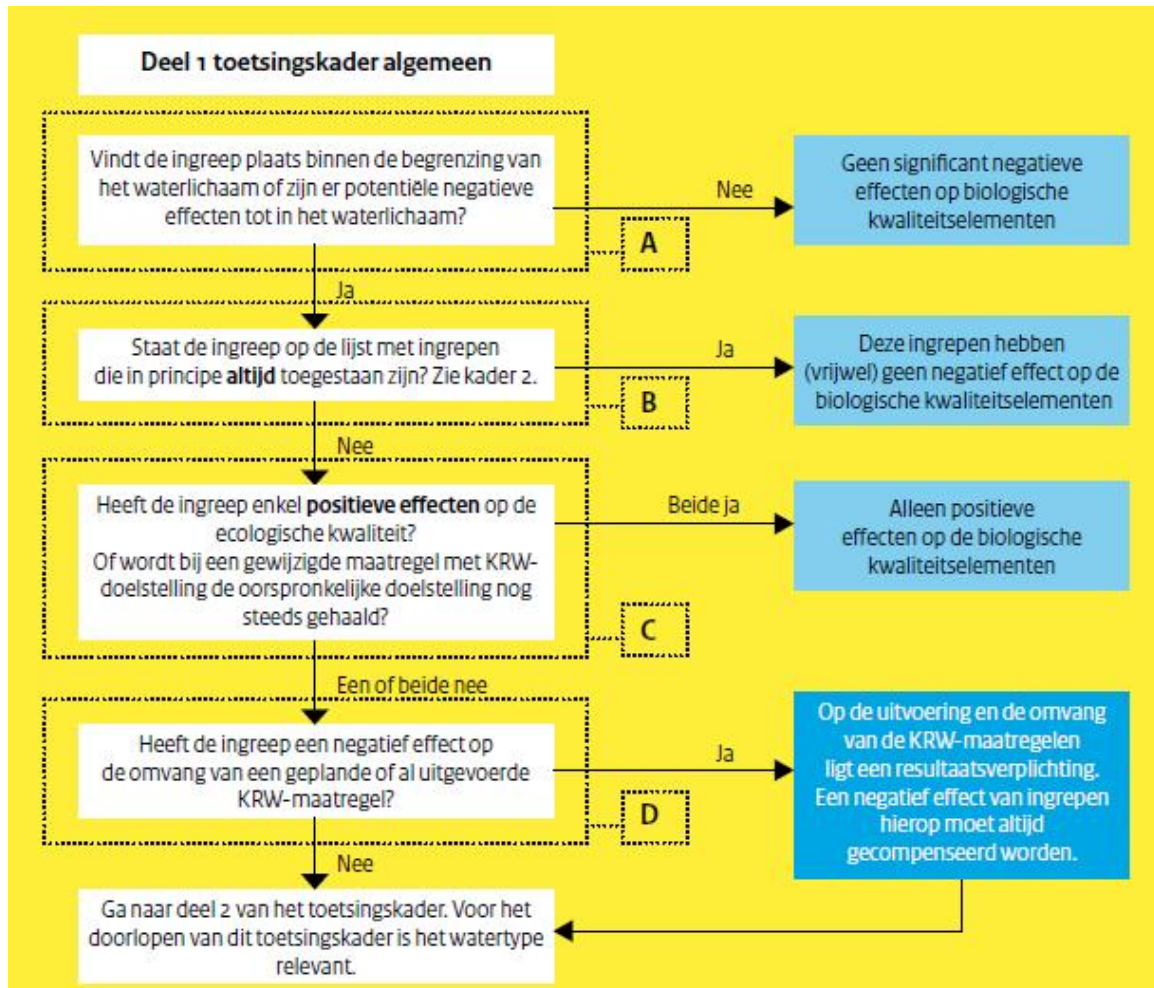 Deel 1 toetsingskader algemeen
Vindt de ingreep plaats binnen de begrenzing van
het waterlichaam of zijn er potentiële negatieve
effecten tot in het waterlichaam?
Nee
Geen significant negatieve
effecten op biologische
kwaliteitselementen
A
Ja
Staat de ingreep op de lijst met ingrepen
die in principe altijd toegestaan zijn? Zie kader 2.
Ja
Deze ingrepen hebben
(vrijwel) geen negatief effect op de
biologische kwaliteitselementen
B
Nee
Heeft de ingreep enkel positieve effecten op de
ecologische kwaliteit?
Of wordt bij een gewijzigde maatregel met KRW-
doelstelling de oorspronkelijke doelstelling nog
steeds gehaald?
Beide ja
Alleen positieve
effecten op de biologische
kwaliteitselementen
C
Een of beide nee
Heeft de ingreep een negatief effect op
de omvang van een geplande of al uitgevoerde
KRW-maatregel?
Ja
Op de uitvoering en de omvang
van de KRW-maatregelen
ligt een resultaatsverplichting.
Een negatief effect van ingrepen
hierop moet altijd
gecompenseerd worden.
D
Nee
Ga naar deel 2 van het toetsingskader. Voor het
doorlopen van dit toetsingskader is het watertype
relevant.